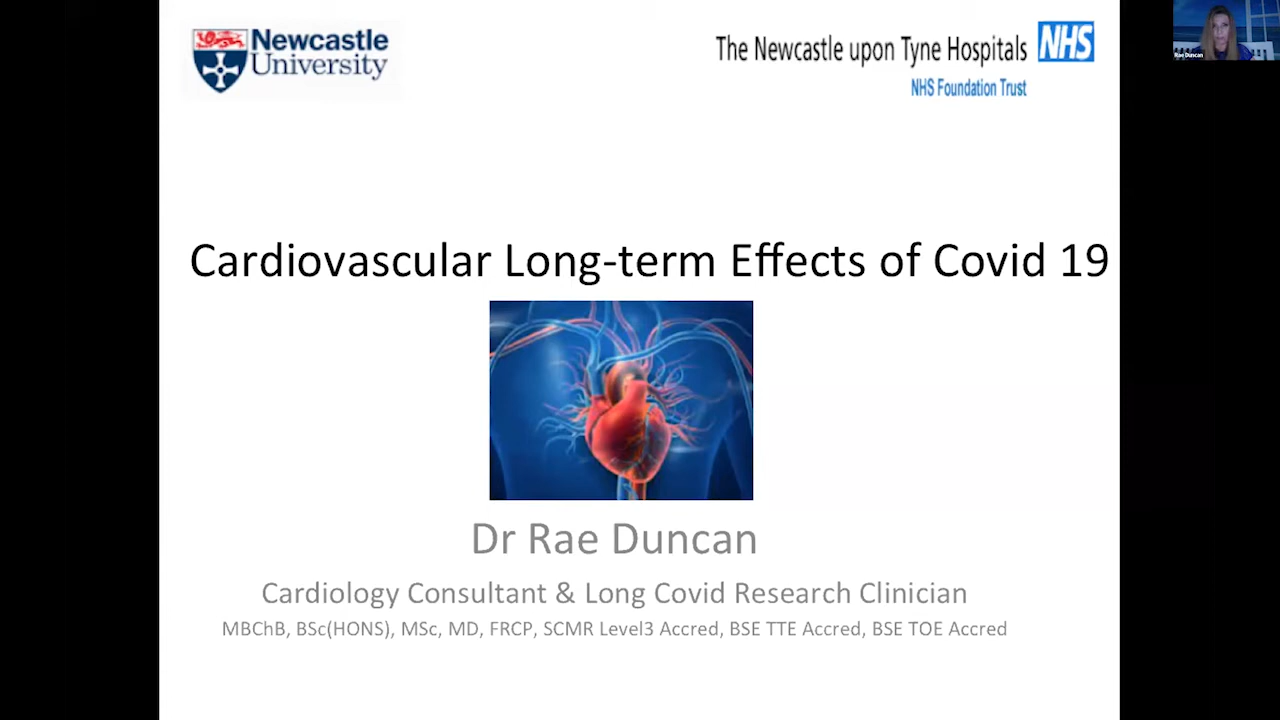 Newcastle
University
The Newcastle upon Tyne Hospitals NHS
NHS Foundation Trust
Rae Duncan
Cardiovascular Long-term Effects of Covid 19
Dr Rae Duncan
Cardiology Consultant & Long Covid Research Clinician
MBChB, BSc(HONS), MSc, MD, FRCP, SCMR Level3 Accred, BSE TTE Accred, BSE TOE Accred